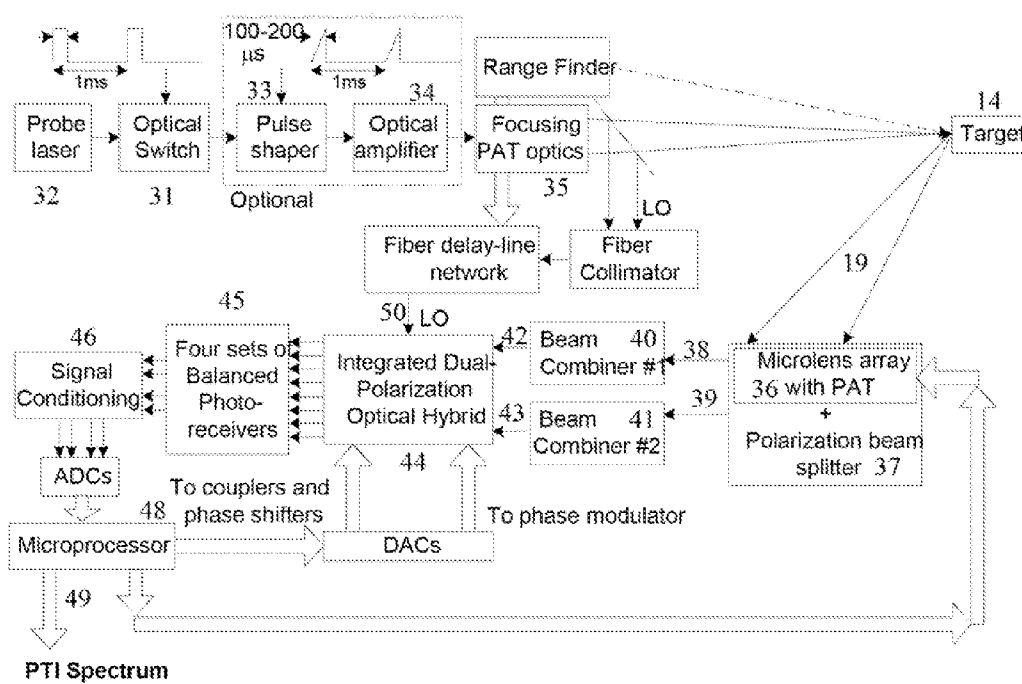 100-200
μs
1ms
1ms
33
34
Range Finder
14
Probe
laser
Optical
Switch
Pulse
shaper
Optical
amplifier
Focusing
PAT optics
Target
32
31
Optional
35
LO
Fiber delay-line
network
Fiber
Collimator
19
45
50
LO
46
42
Beam
40
Combiner #1
38
Four sets of
Balanced
Photo-
receivers
Integrated Dual-
Polarization
Optical Hybrid
Microlens array
36
with PAT
Signal
Conditioning
39
+
43
Beam
41
Combiner #2
Polarization beam
splitter
37
44
ADCs
To couplers and
phase shifters
48
To phase modulator
Microprocessor
DACs
49
PTI Spectrum